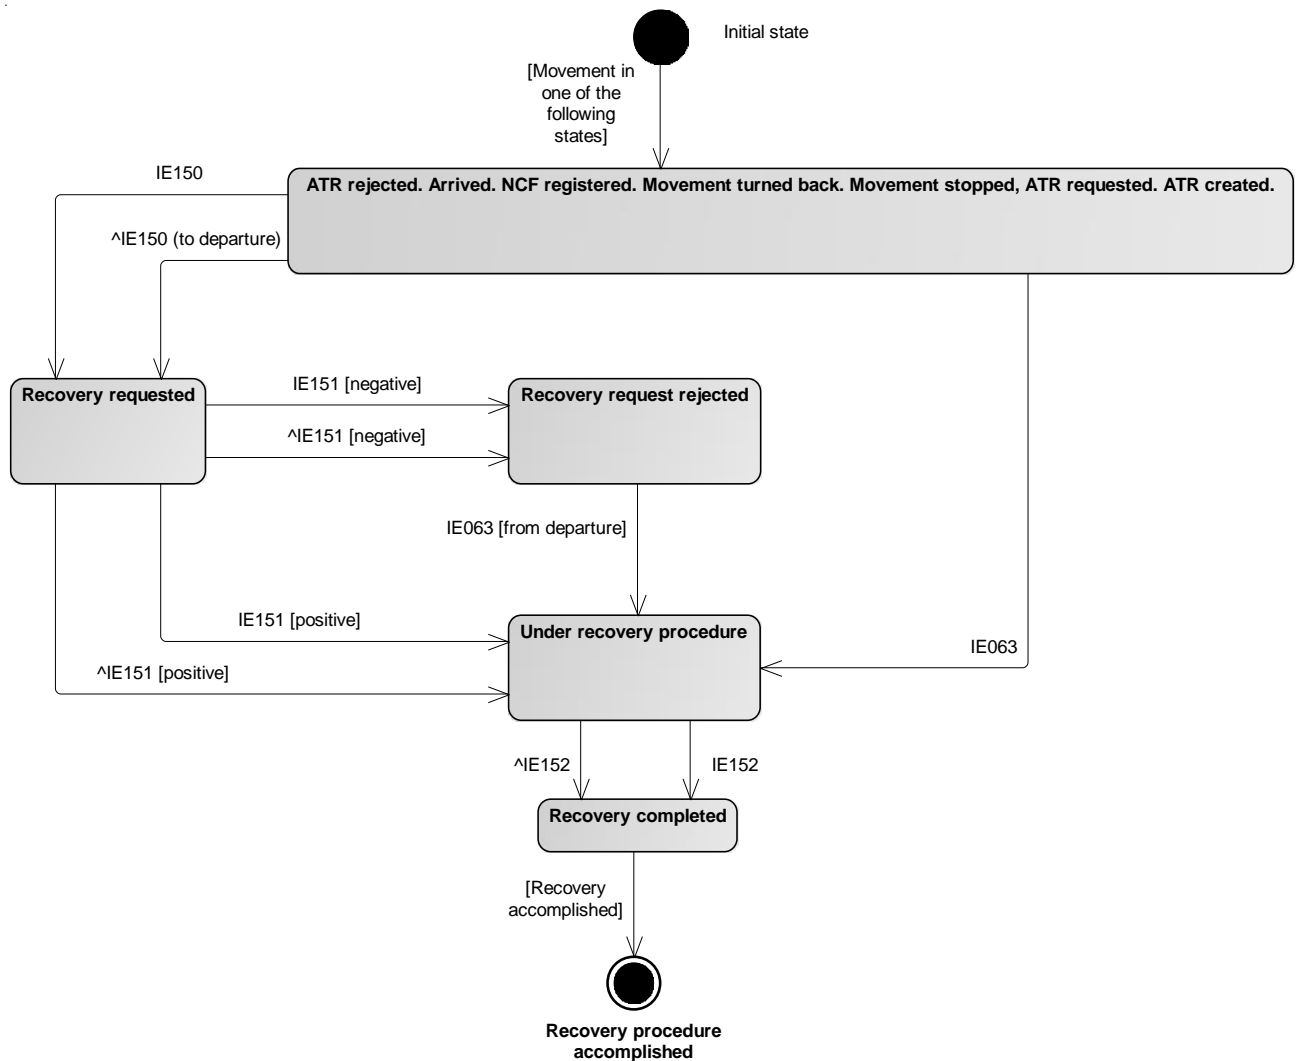 Initial state
[Movement in
one of the
following
states]
IE150
ATR rejected. Arrived. NCF registered. Movement turned back. Movement stopped, ATR requested. ATR created.
^IE150 (to departure)
Recovery requested
IE151 [negative]
Recovery request rejected
^IE151 [negative]
IE063 [from departure]
IE151 [positive]
Under recovery procedure
IE063
^IE151 [positive]
^IE152
IE152
Recovery completed
[Recovery
accomplished]
Recovery procedure
accomplished